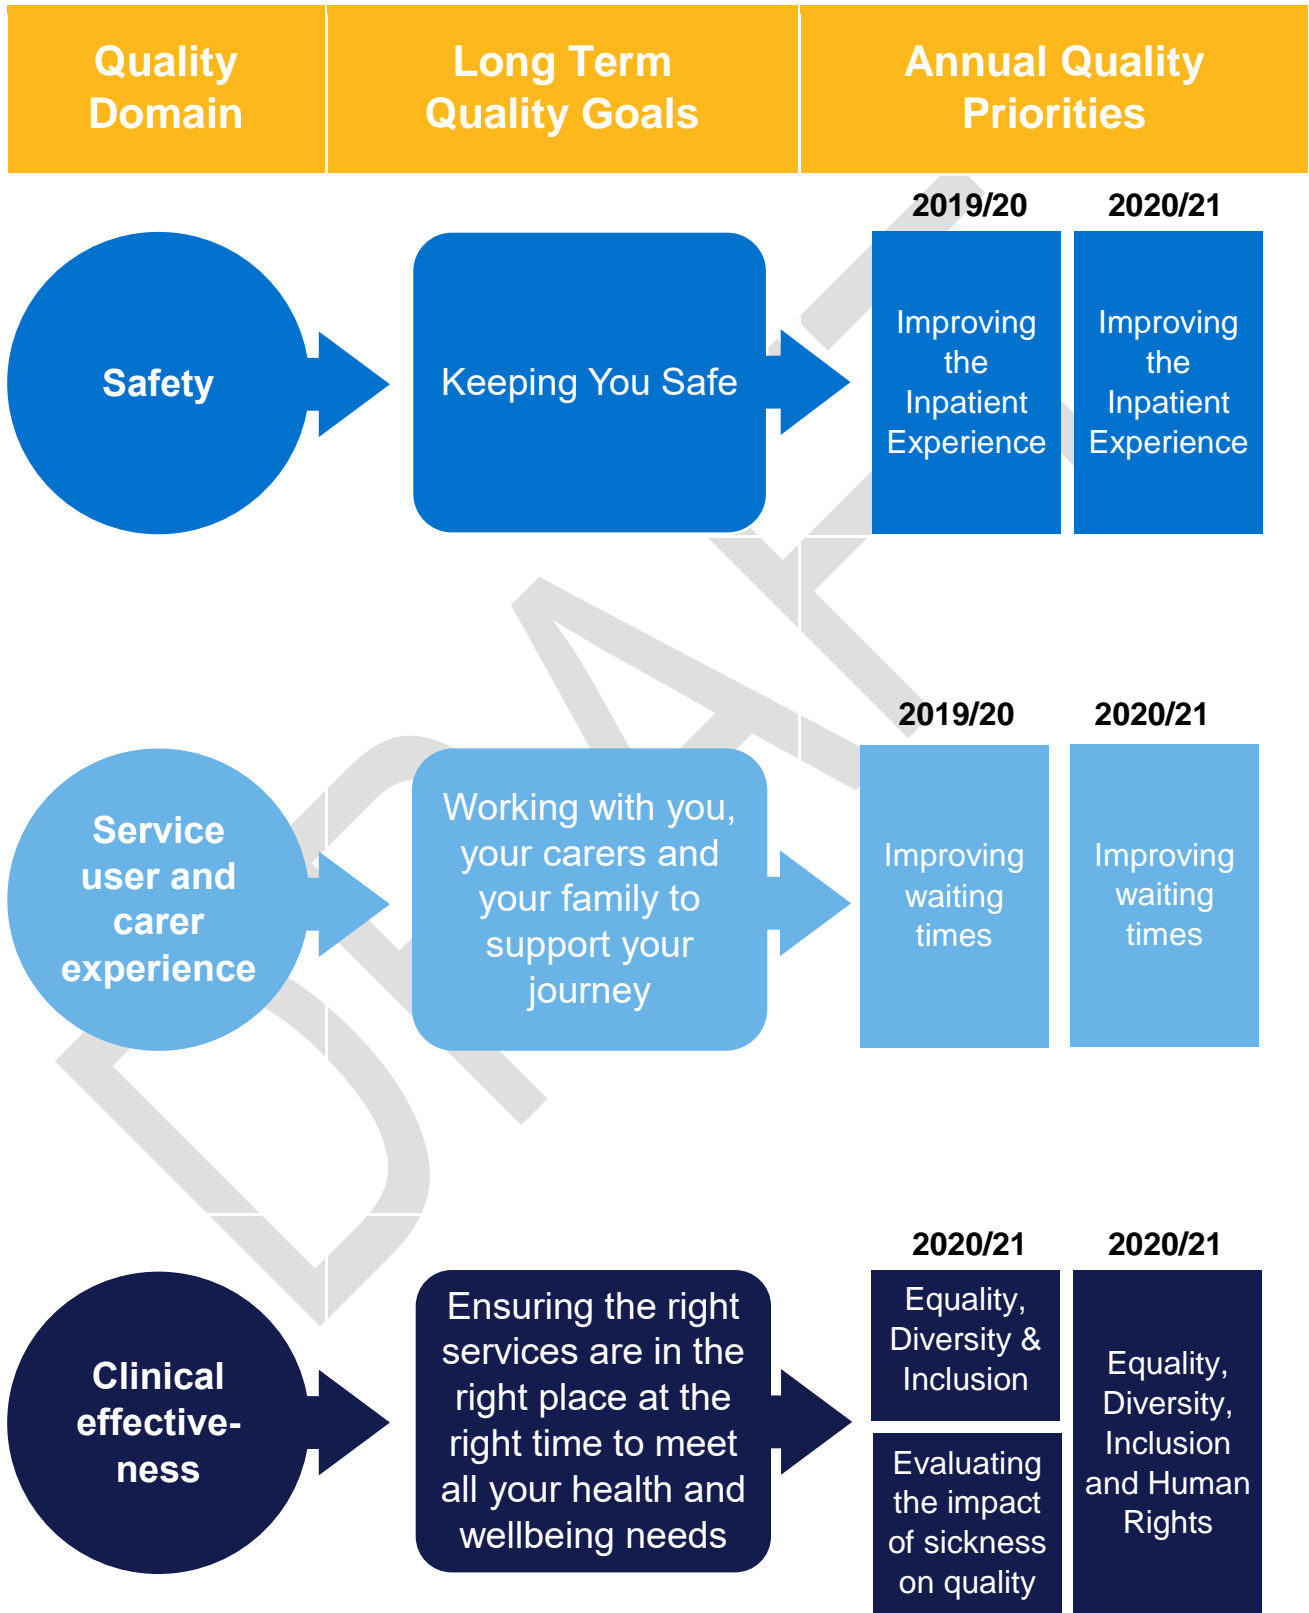 Quality
Domain
Long Term
Quality Goals
Annual Quality
Priorities
2019/20
2020/21
Safety
Keeping You Safe
Improving
the
Inpatient
Experience
Improving
the
Inpatient
Experience
2019/20
2020/21
Service
user and
carer
experience
Working with you,
your carers and
your family to
support your
journey
Improving
waiting
times
Improving
waiting
times
2020/21
2020/21
Clinical
effective-
ness
Ensuring the right
services are in the
right place at the
right time to meet
all your health and
wellbeing needs
Equality,
Diversity &
Inclusion
Evaluating
the impact
of sickness
on quality
Equality,
Diversity,
Inclusion
and Human
Rights
DRAFT